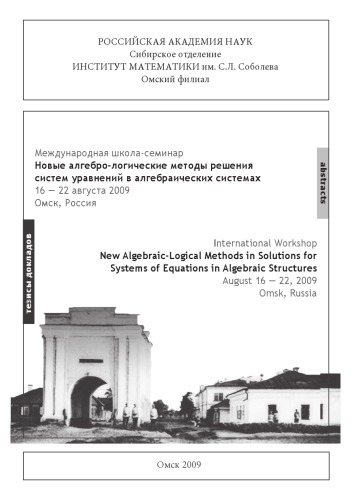 РОССИЙСКАЯ АКАДЕМИЯ НАУК
Сибирское отделение
ИНСТИТУТ МАТЕМАТИКИ им. С.Л. Соболева
Омский филиал
Международная школа-семинар
Новые алгебро-логические методы решения
систем уравнений в алгебраических системах
16 — 22 августа 2009
Омск, Россия
abstracts
тезисы докладов
International Workshop
New Algebraic-Logical Methods in Solutions for
Systems of Equations in Algebraic Structures
August 16 — 22, 2009
Omsk, Russia
Омск 2009